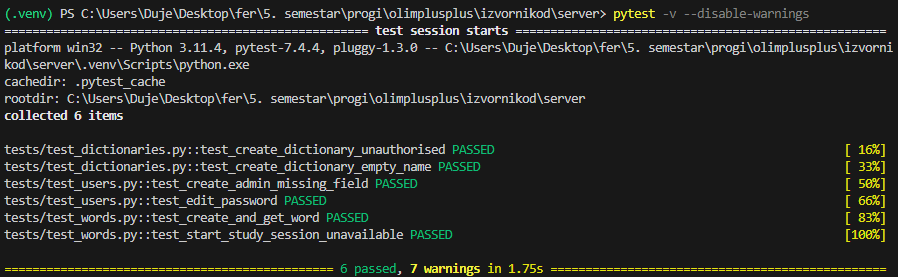 (.venv) PS C:\Users\Duje\Desktop\fer\5. semestar\progi\olimplusplus\izvornikod\server> pytest -v --disable-warnings
================================================= test session starts =================================================
platform win32 -- Python 3.11.4, pytest-7.4.4, pluggy-1.3.0 -- C:\Users\Duje\Desktop\fer\5. semestar\progi\olimplusplus\izvorni
kod\server\.venv\Scripts\python.exe
cachedir: .pytest_cache
rootdir: C:\Users\Duje\Desktop\fer\5. semestar\progi\olimplusplus\izvornikod\server
collected 6 items
tests/test_dictionaries.py::test_create_dictionary_unauthorised PASSED [ 16%]
tests/test_dictionaries.py::test_create_dictionary_empty_name PASSED [ 33%]
tests/test_users.py::test_create_admin_missing_field PASSED [ 50%]
tests/test_users.py::test_edit_password PASSED [ 66%]
tests/test_words.py::test_create_and_get_word PASSED [ 83%]
tests/test_words.py::test_start_study_session_unavailable PASSED [100%]
=============================================== 6 passed, 7 warnings in 1.75s ================================================